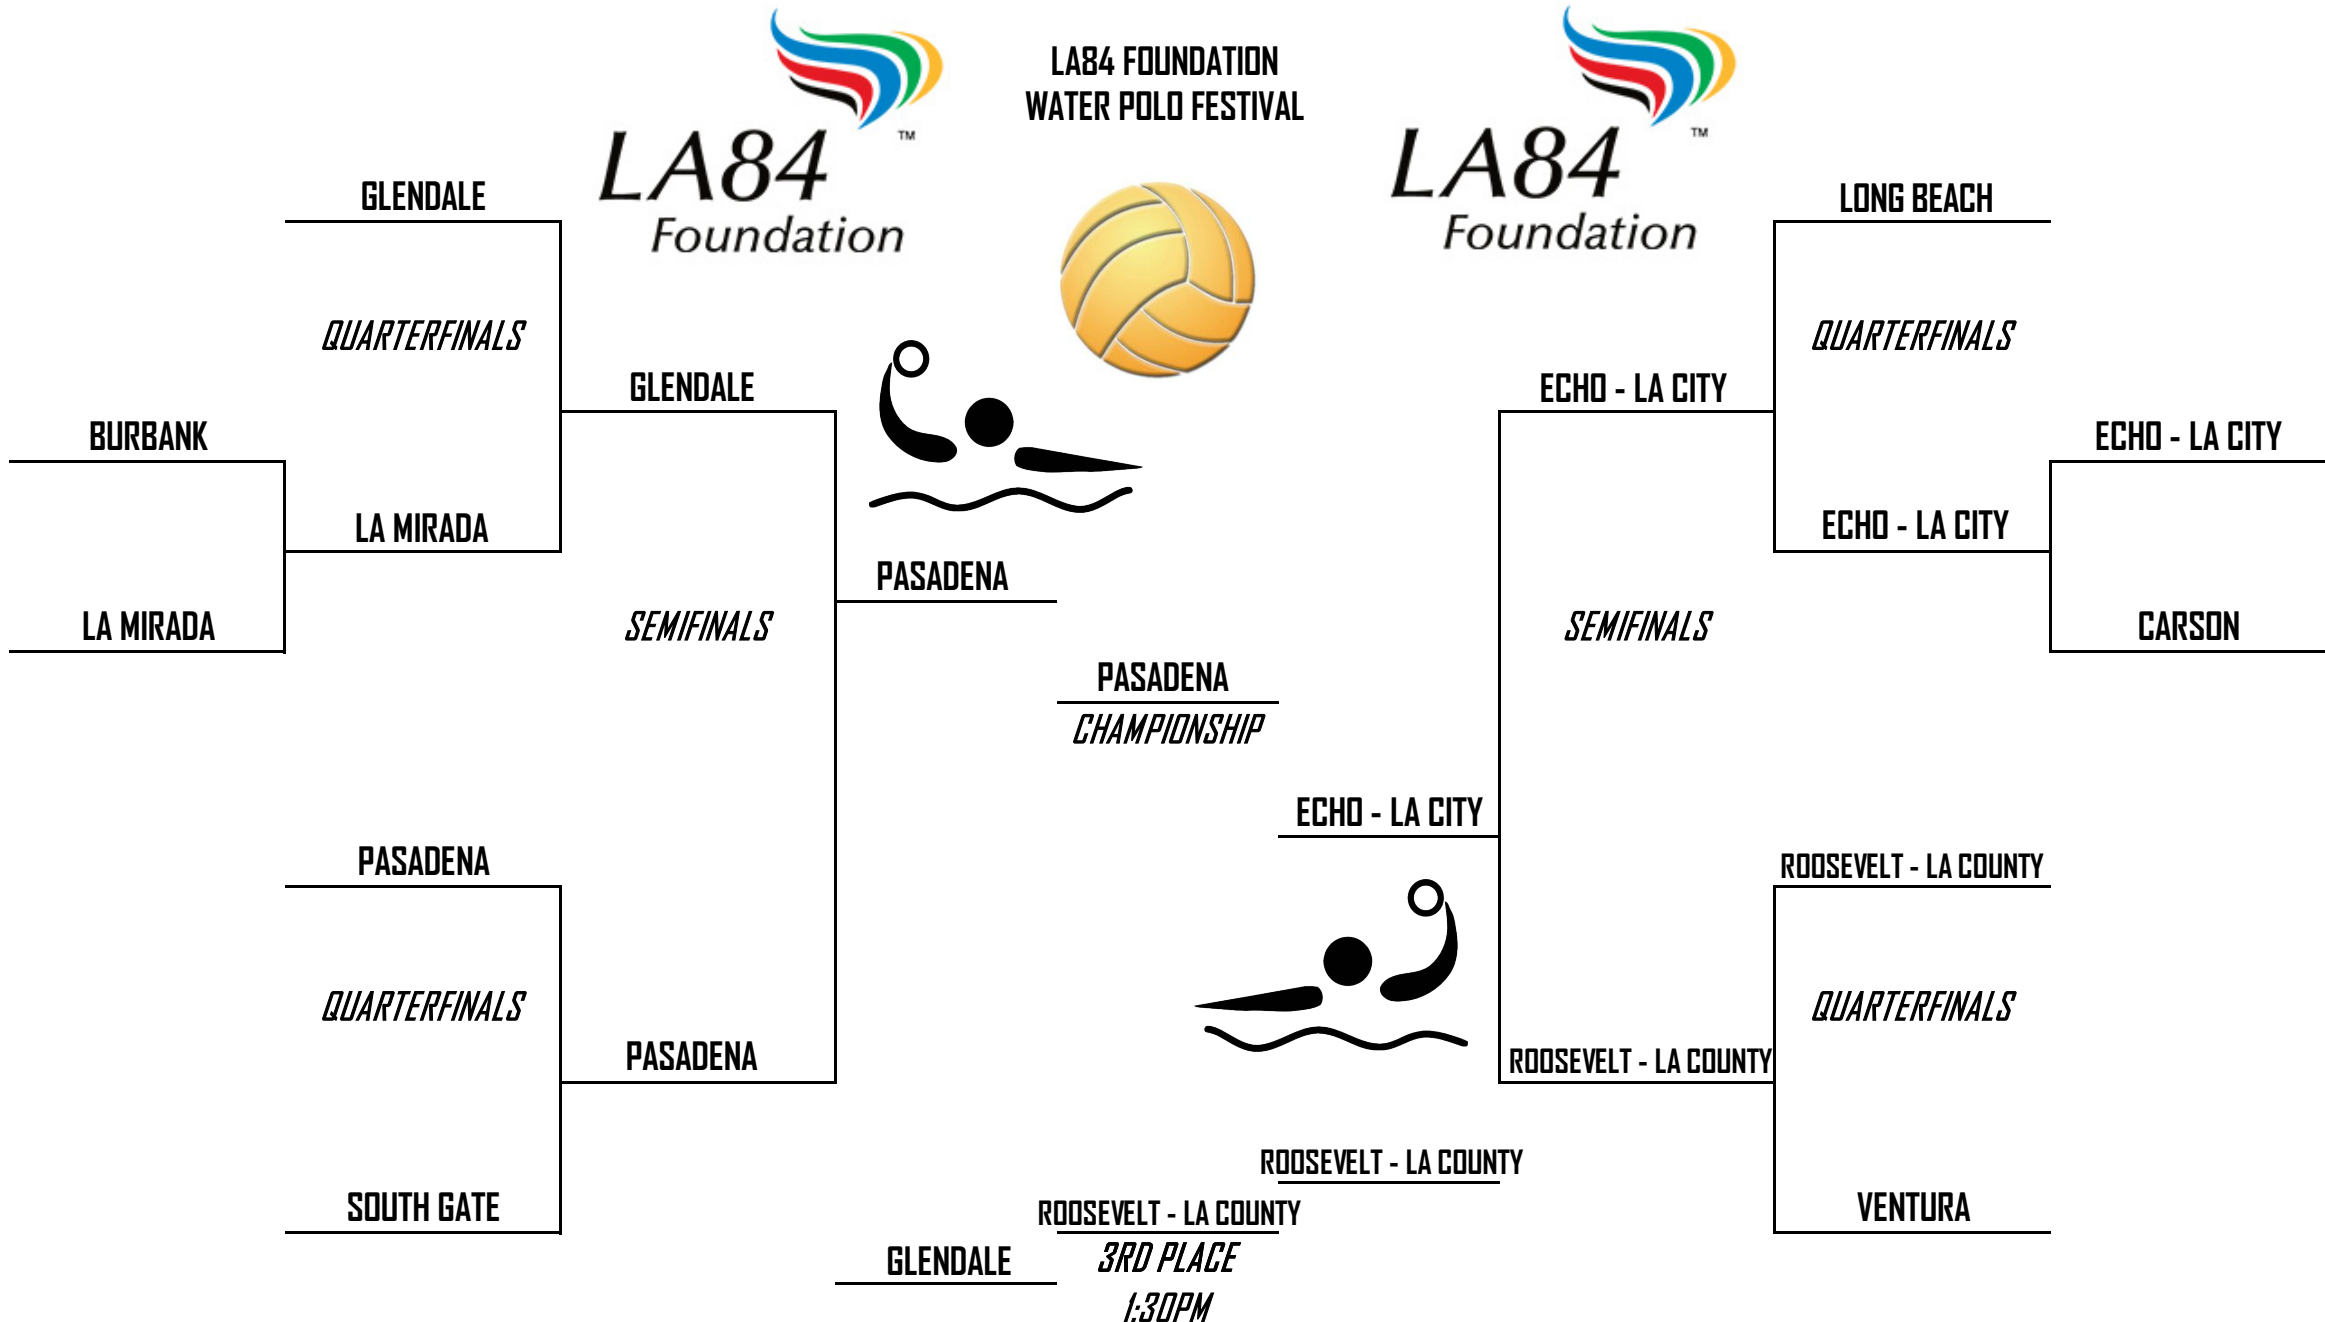 LA84 FOUNDATION
WATER POLO FESTIVAL
LA84
TM
Foundation
LA84
TM
Foundation
GLENDALE
LONG BEACH
QUARTERFINALS
QUARTERFINALS
GLENDALE
ECHO - LA CITY
BURBANK
ECHO - LA CITY
LA MIRADA
ECHO - LA CITY
PASADENA
LA MIRADA
SEMIFINALS
SEMIFINALS
CARSON
PASADENA
CHAMPIONSHIP
ECHO - LA CITY
PASADENA
ROOSEVELT - LA COUNTY
QUARTERFINALS
QUARTERFINALS
PASADENA
ROOSEVELT - LA COUNTY
ROOSEVELT - LA COUNTY
SOUTH GATE
ROOSEVELT - LA COUNTY
VENTURA
GLENDALE
3RD PLACE
1:30PM